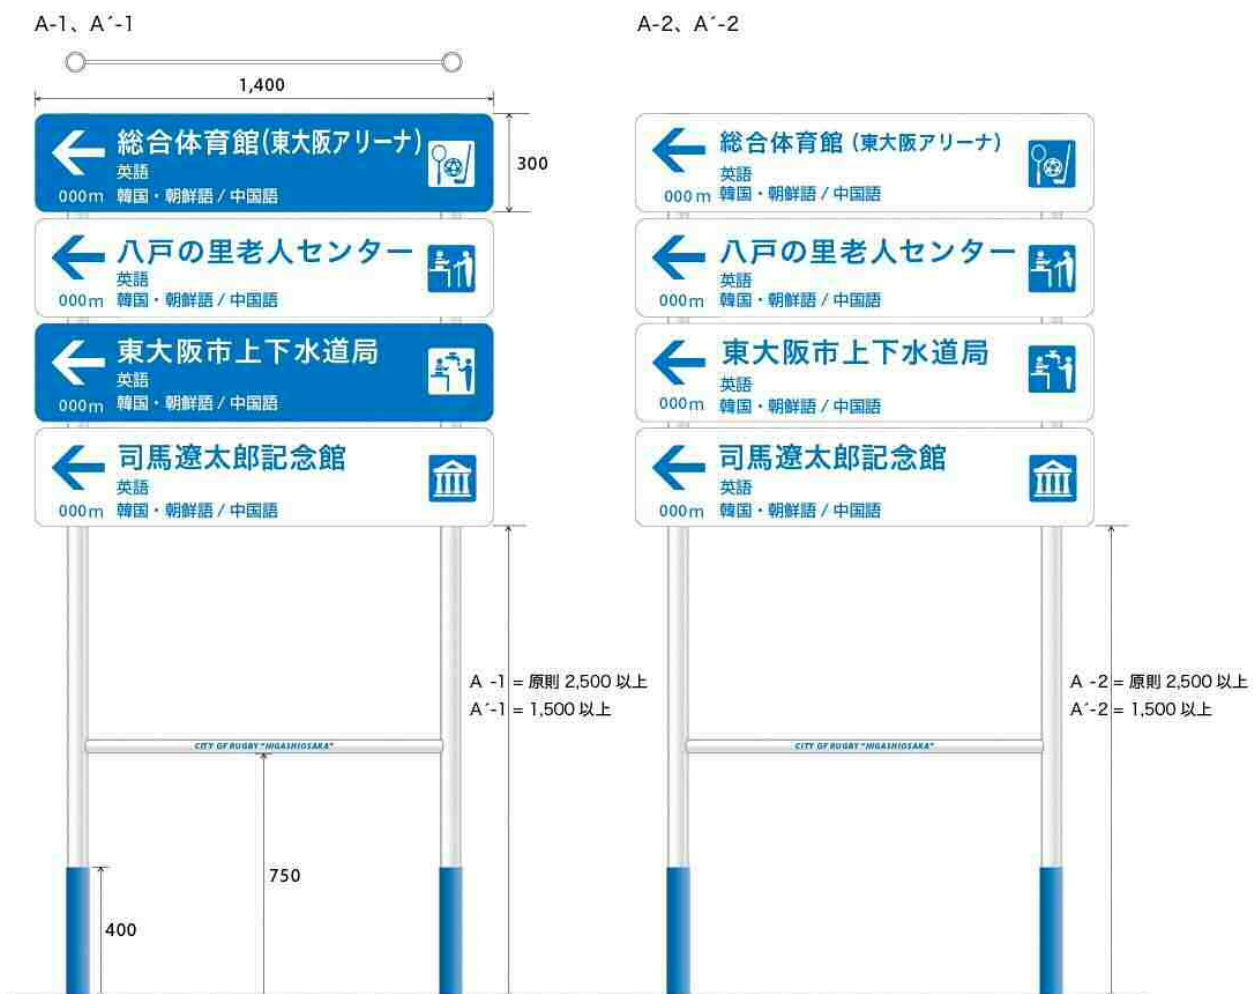 A-1、A´-1
1,400
総合体育館(東大阪アリーナ)
英語
000m 韓国・朝鮮語 / 中国語
300
八戸の里老人センター
英語
000m 韓国・朝鮮語 / 中国語
東大阪市上下水道局
英語
000m 韓国・朝鮮語 / 中国語
司馬遼太郎記念館
英語
000m 韓国・朝鮮語 / 中国語
A -1 = 原則 2,500 以上
A´-1 = 1,500 以上
CITY OF RUGBY "HIGASHIOSAKA"
750
400
A-2、A´-2
総合体育館 (東大阪アリーナ)
英語
000m 韓国・朝鮮語 / 中国語
八戸の里老人センター
英語
000m 韓国・朝鮮語 / 中国語
東大阪市上下水道局
英語
000m 韓国・朝鮮語 / 中国語
司馬遼太郎記念館
英語
000m 韓国・朝鮮語 / 中国語
A -2 = 原則 2,500 以上
A´-2 = 1,500 以上
CITY OF RUGBY "HIGASHIOSAKA"